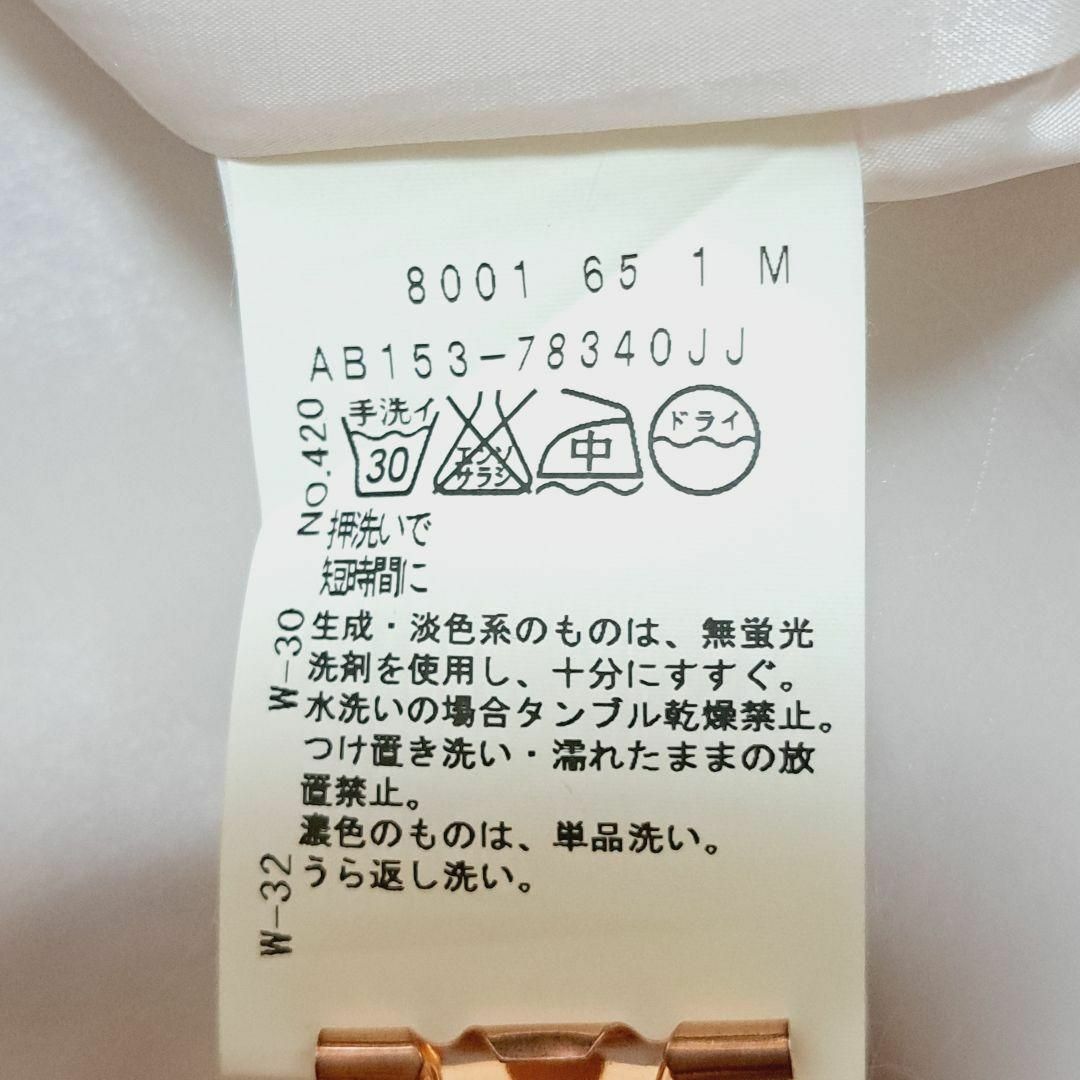 8001 65 1 M
AB153-78340JJ
手洗イ
30
エンソ
サラシ
中
ドライ
No.420
押洗いで
短時間に
W-30
生成・淡色系のものは、無蛍光
洗剤を使用し、十分にすすぐ。
水洗いの場合タンブル乾燥禁止。
つけ置き洗い・濡れたままの放
置禁止。
濃色のものは、単品洗い。
うら返し洗い。
W-32